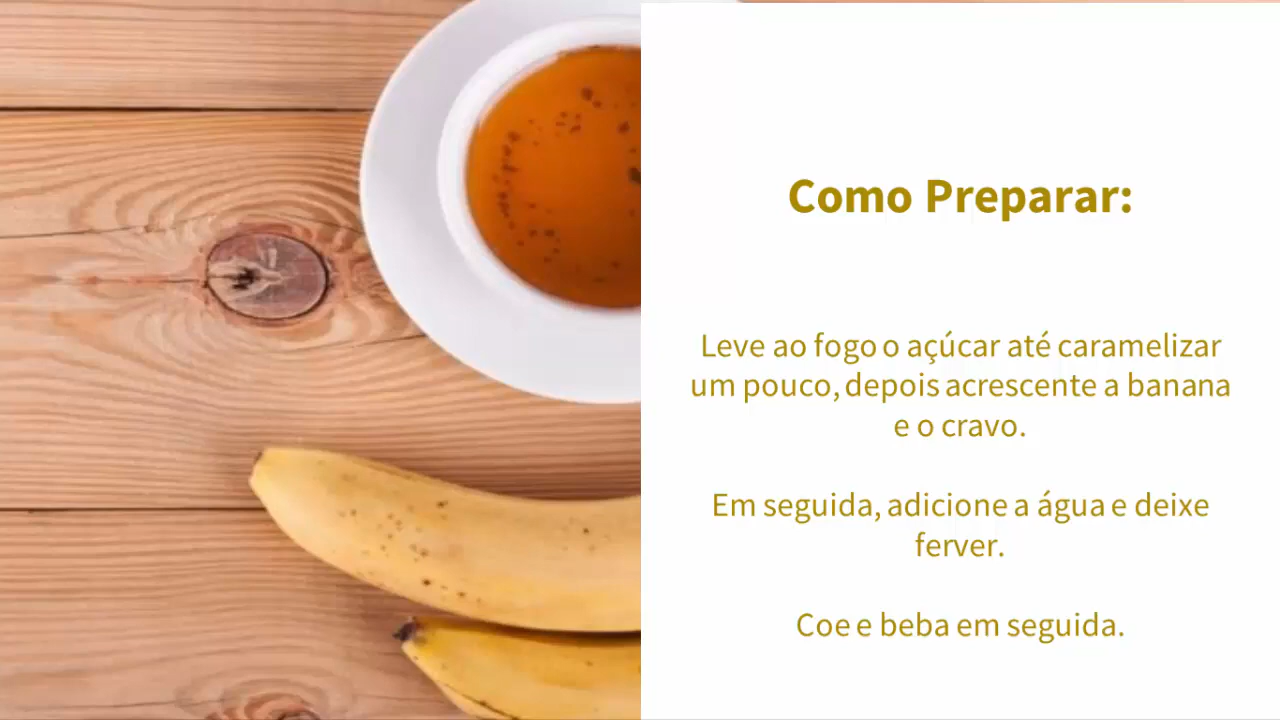 Como Preparar:
Leve ao fogo o açúcar até caramelizar
um pouco, depois acrescente a banana
e o cravo.
Em seguida, adicione a água e deixe
ferver.
Coe e beba em seguida.